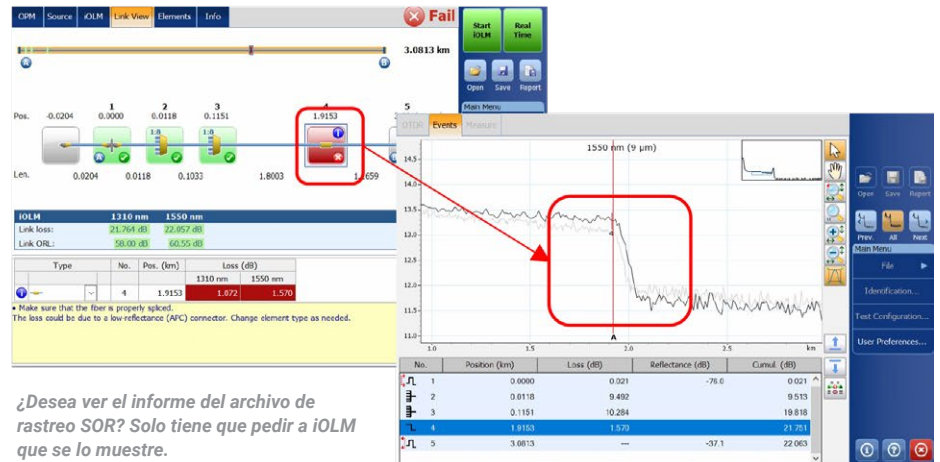 OPM Source iOLM Link View Elements Info
Fail
Start iOLM
Real Time
3.0813 km
A B
Open Save Report
Main Menu
1 2 3 4 5
Pos. -0.0204 0.0000 0.0118 0.1151 1.9153
1:8 1:8
A
Len. 0.0204 0.0118 0.1033 1.8003
iOLM 1310 nm 1550 nm
Link loss: 21.764 dB 22.057 dB
Link ORL: 58.00 dB 60.55 dB
Type No. Pos. (km) Loss (dB)
1310 nm 1550 nm
4 1.9153 1.072 1.570
• Make sure that the fiber is properly spliced.
The loss could be due to a low-reflectance (APC) connector. Change element type as needed.
OTDR Events Measure
1550 nm (9 µm)
14.5
14.0
13.5
13.0
12.5
12.0
11.5
11.0
1.0 1.5 2.0 2.5 km
A
No. Position (km) Loss (dB) Reflectance (dB) Cumul. (dB)
1 0.0000 0.021 -76.0 0.021
2 0.0118 9.492 9.513
3 0.1151 10.284 19.818
4 1.9153 1.570 21.751
5 3.0813 --- -37.1 22.063
Open Save Report
Prev. All Next
Main Menu
File
Identification...
Test Configuration...
User Preferences...
¿Desea ver el informe del archivo de
rastreo SOR? Solo tiene que pedir a iOLM
que se lo muestre.